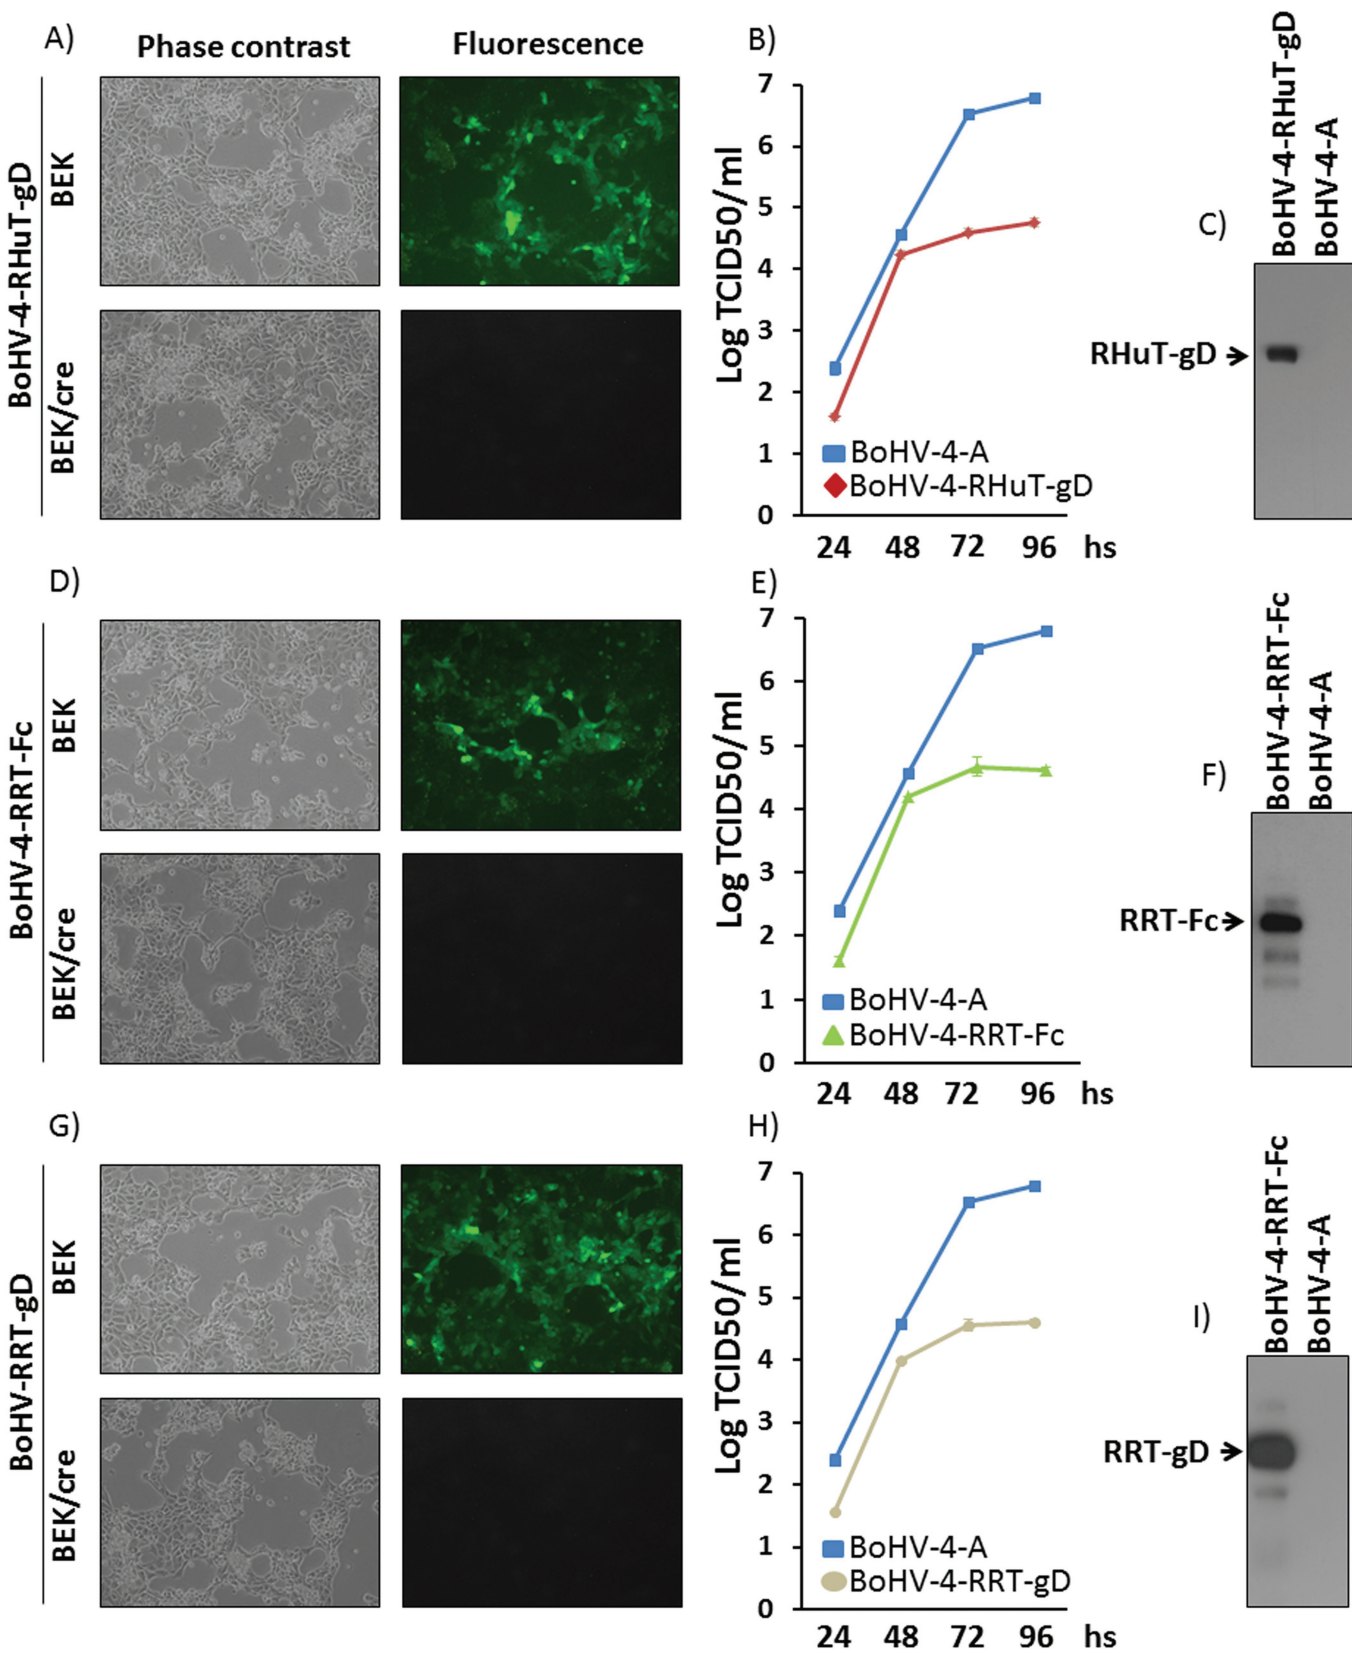 A)
Phase contrast
Fluorescence
BoHV-4-RHuT-gD
BEK
BEK/cre
B)
Log TCID50/ml
7
6
5
4
3
2
1
0
BoHV-4-A
BoHV-4-RHuT-gD
24 48 72 96 hs
C)
BoHV-4-RHuT-gD
BoHV-4-A
RHuT-gD
D)
BoHV-4-RRT-Fc
BEK
BEK/cre
E)
Log TCID50/ml
7
6
5
4
3
2
1
0
BoHV-4-A
BoHV-4-RRT-Fc
24 48 72 96 hs
F)
BoHV-4-RRT-Fc
BoHV-4-A
RRT-Fc
G)
BoHV-RRT-gD
BEK
BEK/cre
H)
Log TCID50/ml
7
6
5
4
3
2
1
0
BoHV-4-A
BoHV-4-RRT-gD
24 48 72 96 hs
I)
BoHV-4-RRT-Fc
BoHV-4-A
RRT-gD